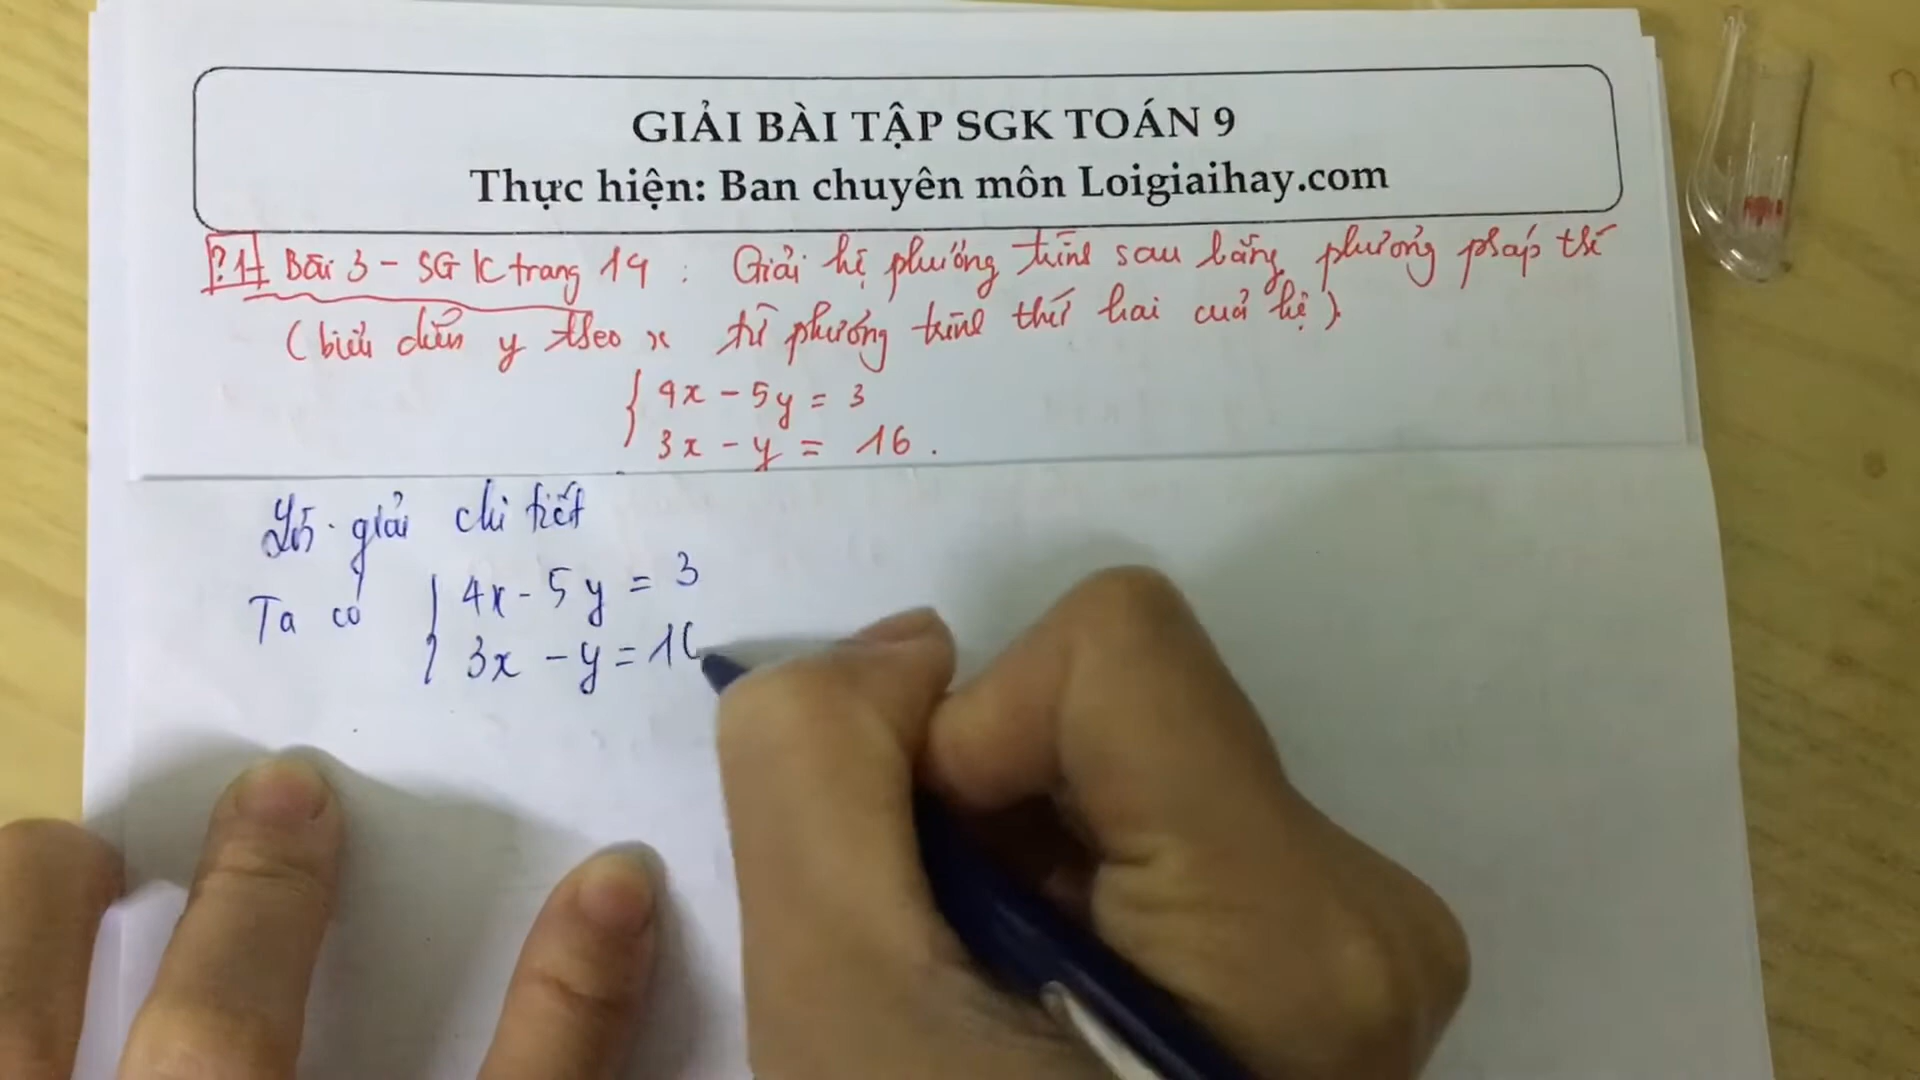 GIẢI BÀI TẬP SGK TOÁN 9
Thực hiện: Ban chuyên môn Loigiaihay.com
?1 Bài 3 - SGK trang 14 : Giải hệ phương trình sau bằng phương pháp thế
(biểu diễn y theo x từ phương trình thứ hai của hệ).
4x - 5y = 3
3x - y = 16.
Lời giải chi tiết
Ta có
4x - 5y = 3
3x - y = 16